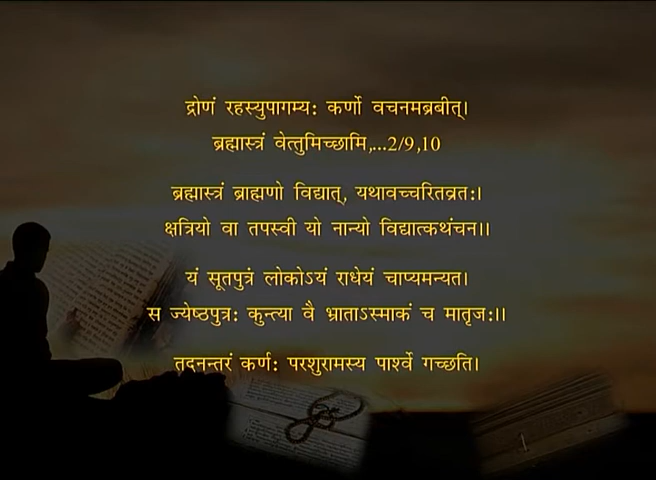 द्रोणं रहस्युपागम्यः कर्णो वचनमब्रबीत्।
ब्रह्मास्त्रं वेत्तुमिच्छामि,...2/9,10
ब्रह्मास्त्रं ब्राह्मणो विद्यात्, यथावच्चरितव्रतः।
क्षत्रियो वा तपस्वी यो नान्यो विद्यात्कथंचन।।
यं सूतपुत्रं लोकोऽयं राधेयं चाप्यमन्यत।
स ज्येष्ठपुत्रः कुन्त्या वै भ्राताऽस्माकं च मातृजः।।
तदनन्तरं कर्णः परशुरामस्य पार्श्वे गच्छति।